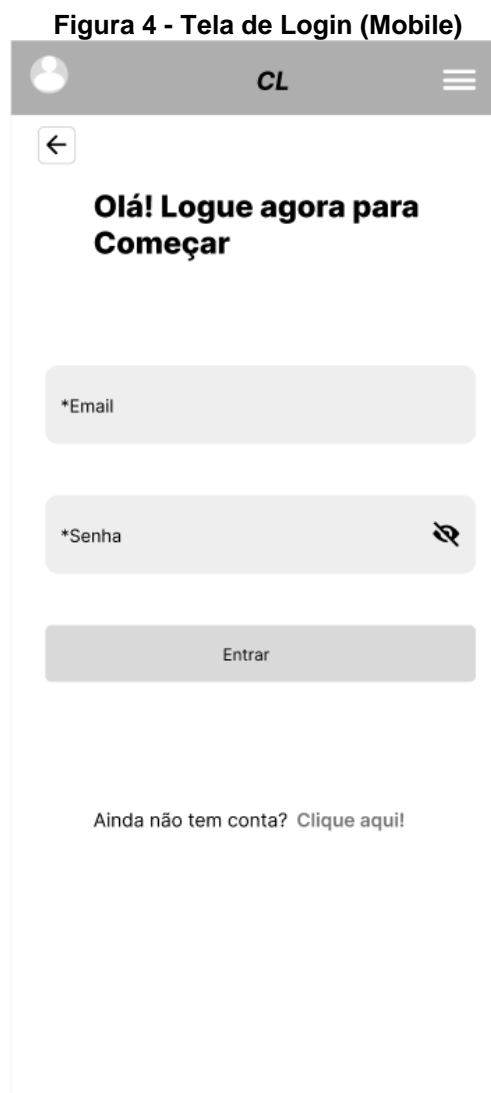 Figura 4 - Tela de Login (Mobile)
CL
Olá! Logue agora para
Começar
*Email
*Senha
Entrar
Ainda não tem conta? Clique aqui!